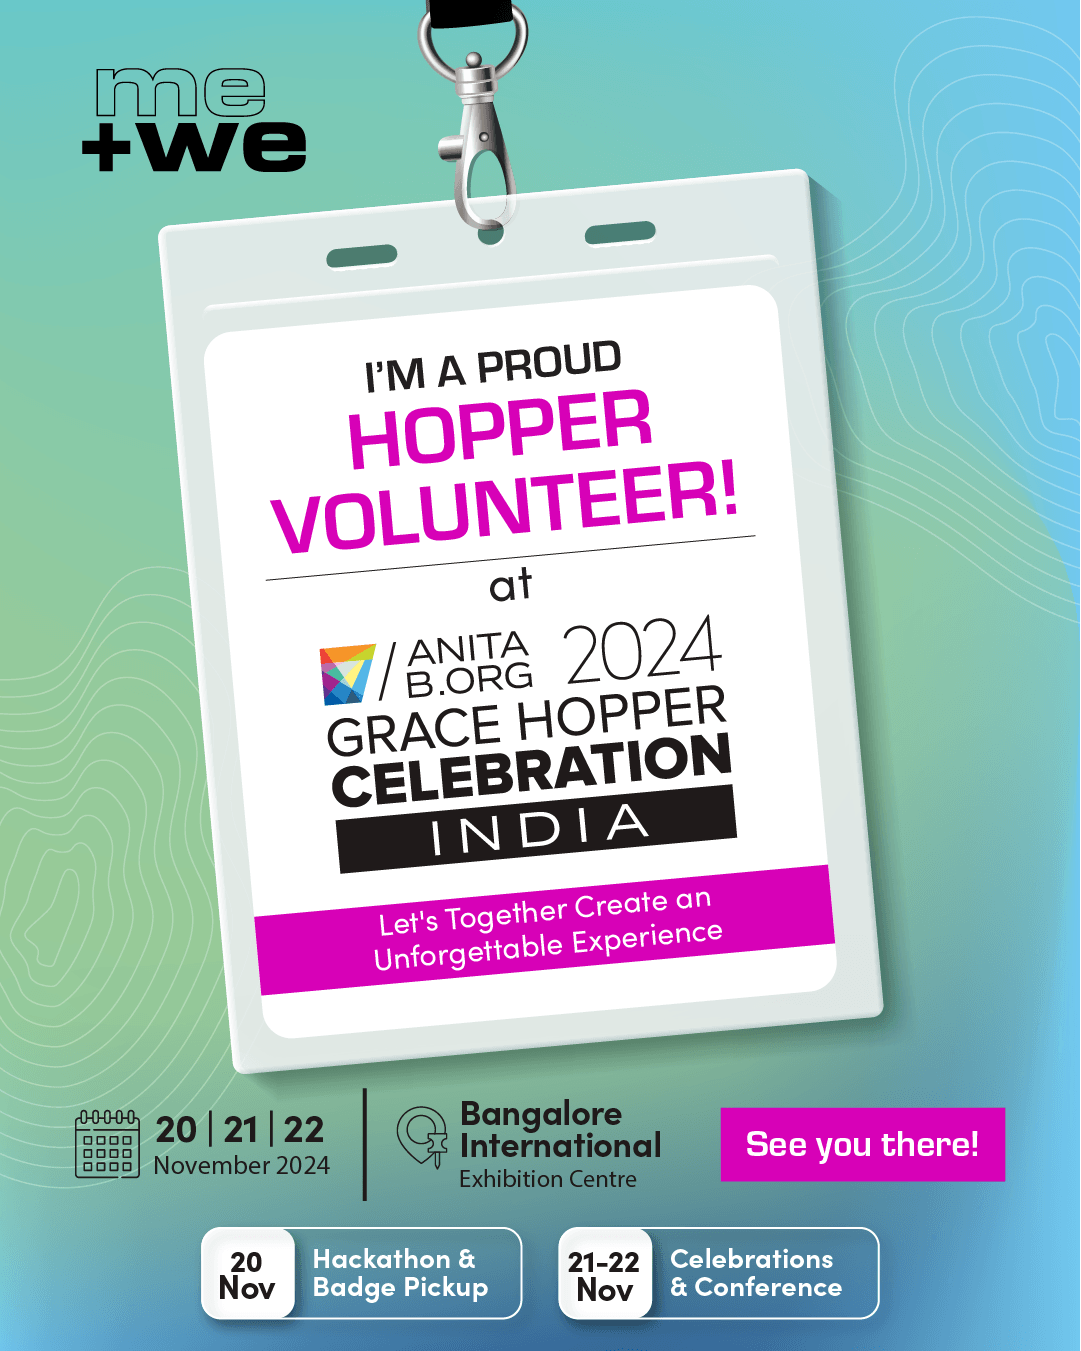 me
+we
I'M A PROUD
HOPPER
VOLUNTEER!
at
ANITA
B.ORG
2024
GRACE HOPPER
CELEBRATION
INDIA
Let's Together Create an
Unforgettable Experience
20 | 21 | 22
November 2024
Bangalore
International
Exhibition Centre
See you there!
20
Nov
Hackathon &
Badge Pickup
21-22
Nov
Celebrations
& Conference